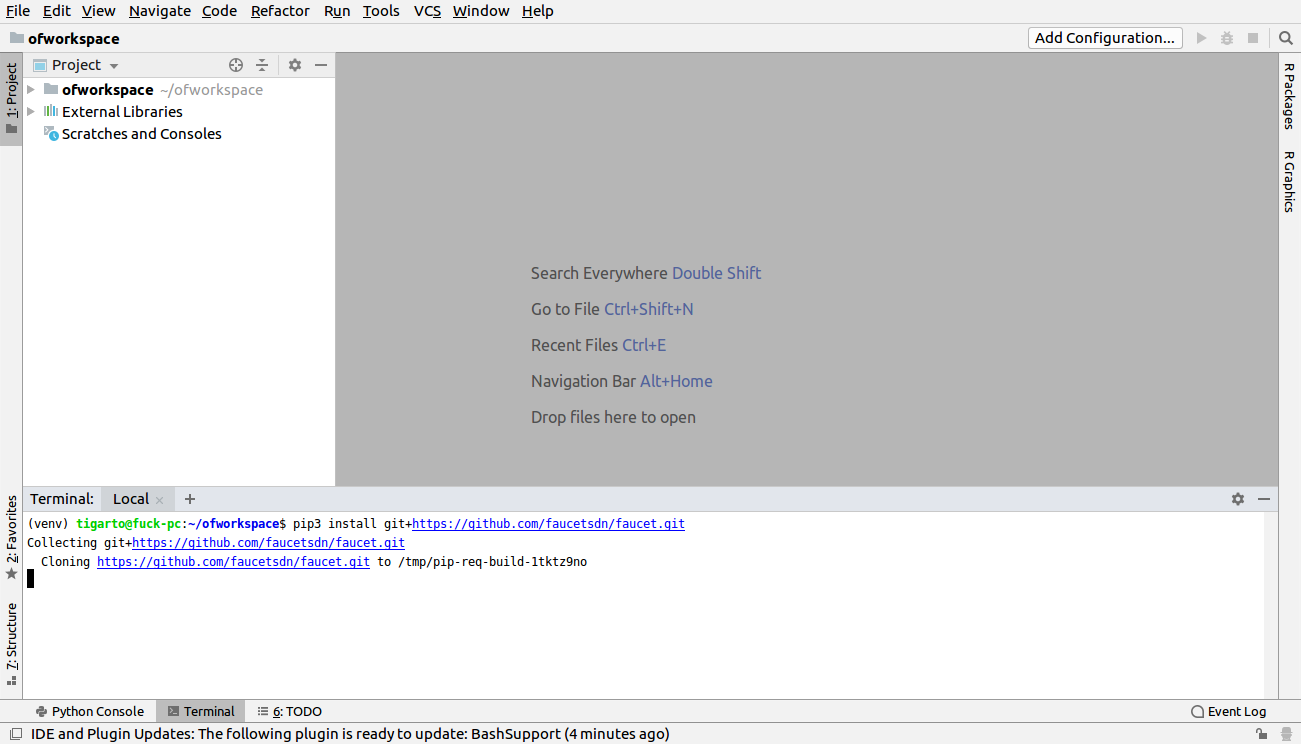 File Edit View Navigate Code Refactor Run Tools VCS Window Help
ofworkspace
Add Configuration...
Project
1: Project
ofworkspace ~/ofworkspace
External Libraries
Scratches and Consoles
R Packages
R Graphics
Search Everywhere Double Shift
Go to File Ctrl+Shift+N
Recent Files Ctrl+E
Navigation Bar Alt+Home
Drop files here to open
2: Favorites
7: Structure
Terminal: Local
(venv) tigarto@fuck-pc:~/ofworkspace$ pip3 install git+https://github.com/faucetsdn/faucet.git
Collecting git+https://github.com/faucetsdn/faucet.git
Cloning https://github.com/faucetsdn/faucet.git to /tmp/pip-req-build-1tktz9no
Python Console Terminal 6: TODO Event Log
IDE and Plugin Updates: The following plugin is ready to update: BashSupport (4 minutes ago)